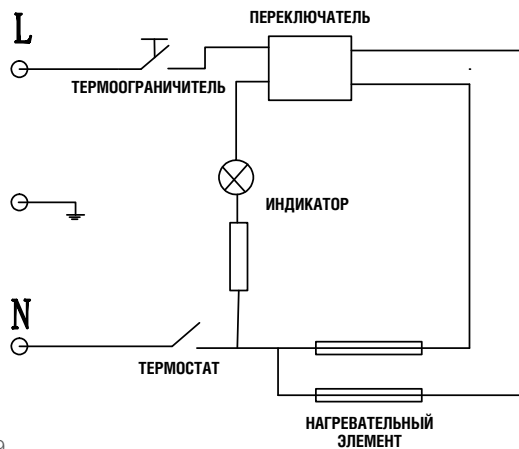 ПЕРЕКЛЮЧАТЕЛЬ
L
ТЕРМООГРАНИЧИТЕЛЬ
ИНДИКАТОР
N
ТЕРМОСТАТ
НАГРЕВАТЕЛЬНЫЙ
ЭЛЕМЕНТ